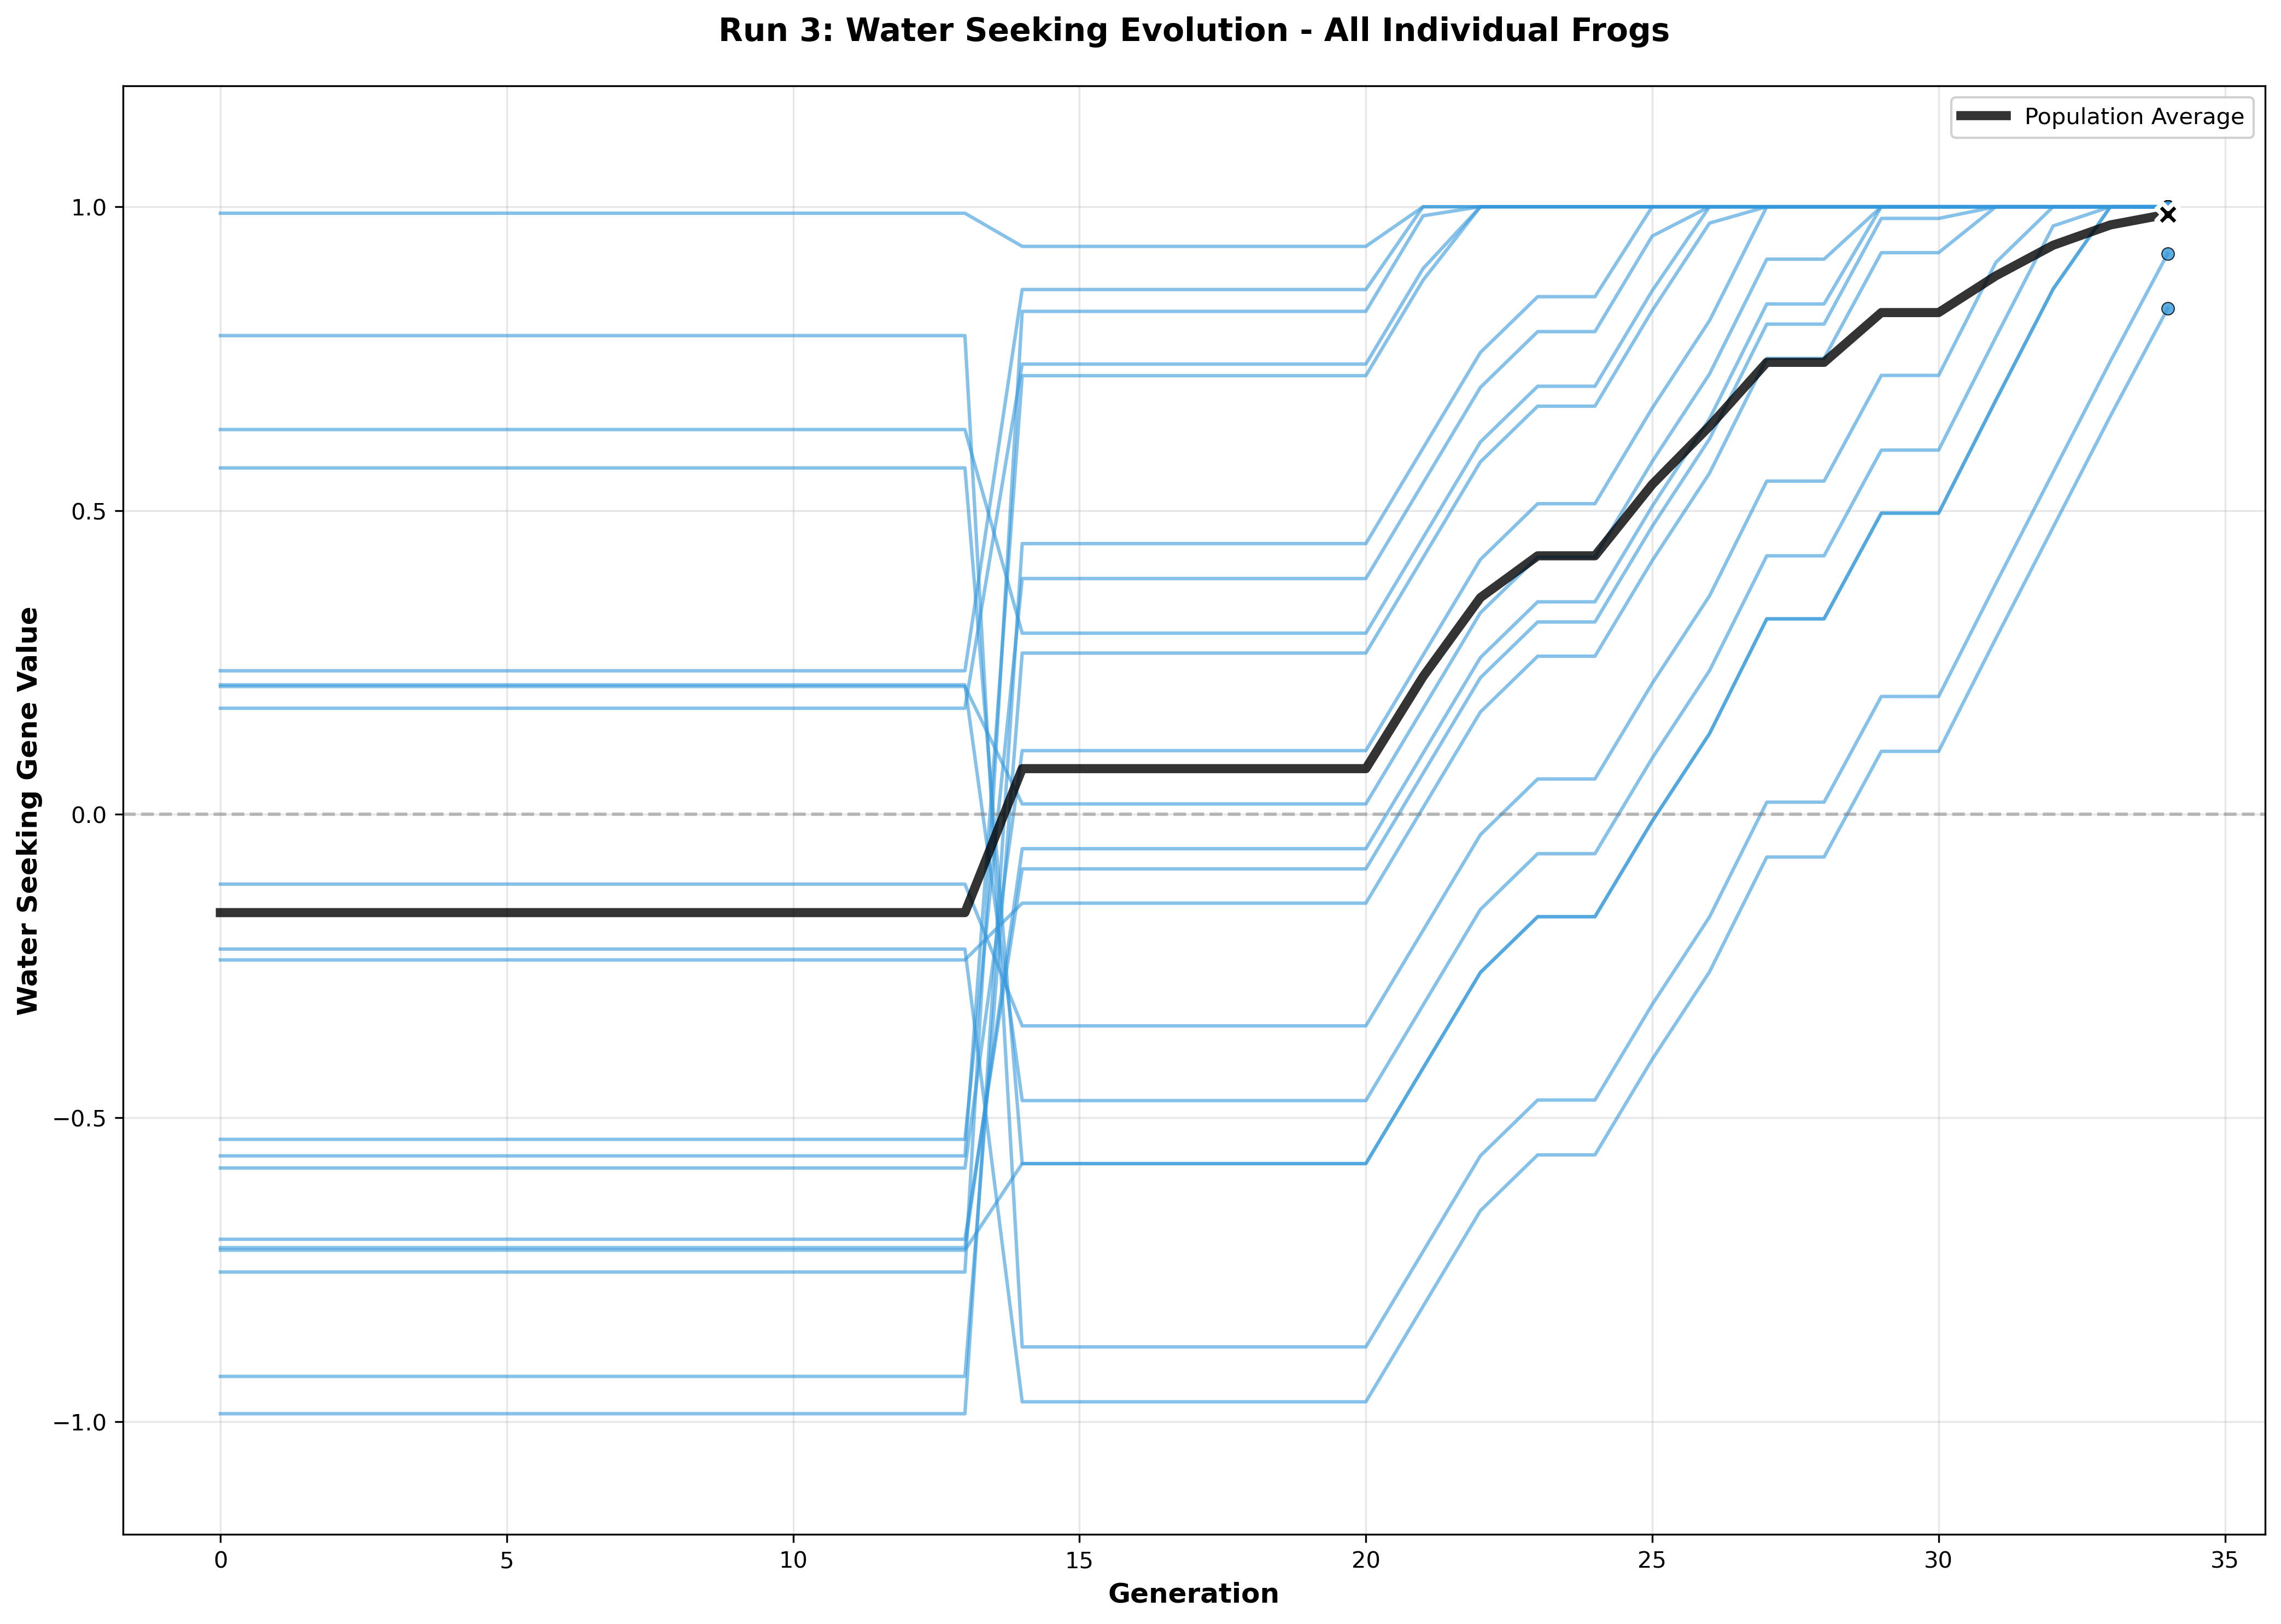 Run 3: Water Seeking Evolution - All Individual Frogs
Population Average
Water Seeking Gene Value
1.0
0.5
0.0
−0.5
−1.0
0 5 10 15 20 25 30 35
Generation